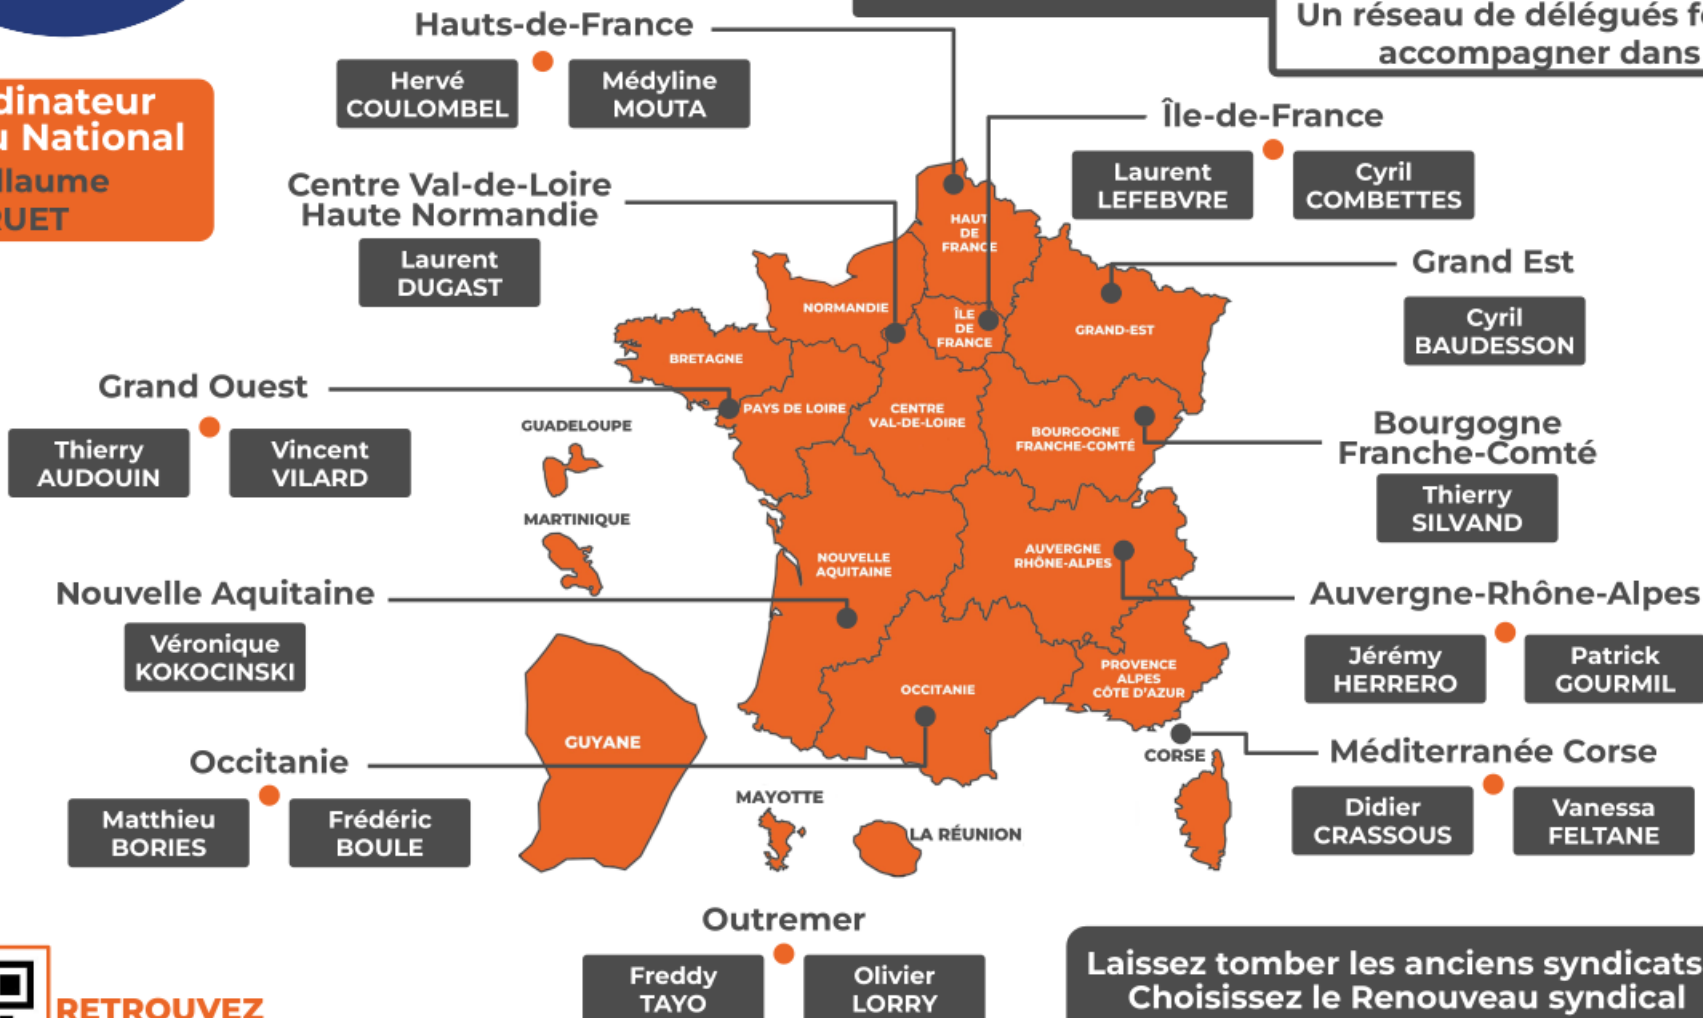 Hauts-de-France
Hervé
COULOMBEL
Médyline
MOUTA
Un réseau de délégués
accompagner dans
National
Île-de-France
Laurent
LEFEBVRE
Cyril
COMBETTES
Centre Val-de-Loire
Haute Normandie
Laurent
DUGAST
Grand Est
Cyril
BAUDESSON
Grand Ouest
Thierry
AUDOUIN
Vincent
VILARD
Bourgogne
Franche-Comté
Thierry
SILVAND
Nouvelle Aquitaine
Véronique
KOKOCINSKI
Auvergne-Rhône-Alpes
Jérémy
HERRERO
Patrick
GOURMIL
Occitanie
Matthieu
BORIES
Frédéric
BOULE
Méditerranée Corse
Didier
CRASSOUS
Vanessa
FELTANE
Outremer
Freddy
TAYO
Olivier
LORRY
HAUT
DE
FRANCE
NORMANDIE
ÎLE
DE
FRANCE
GRAND-EST
BRETAGNE
PAYS DE LOIRE
CENTRE
VAL-DE-LOIRE
BOURGOGNE
FRANCHE-COMTÉ
GUADELOUPE
MARTINIQUE
NOUVELLE
AQUITAINE
AUVERGNE
RHÔNE-ALPES
GUYANE
OCCITANIE
PROVENCE
ALPES
CÔTE D'AZUR
CORSE
MAYOTTE
LA RÉUNION
RETROUVEZ
Laissez tomber les anciens syndicats
Choisissez le Renouveau syndical